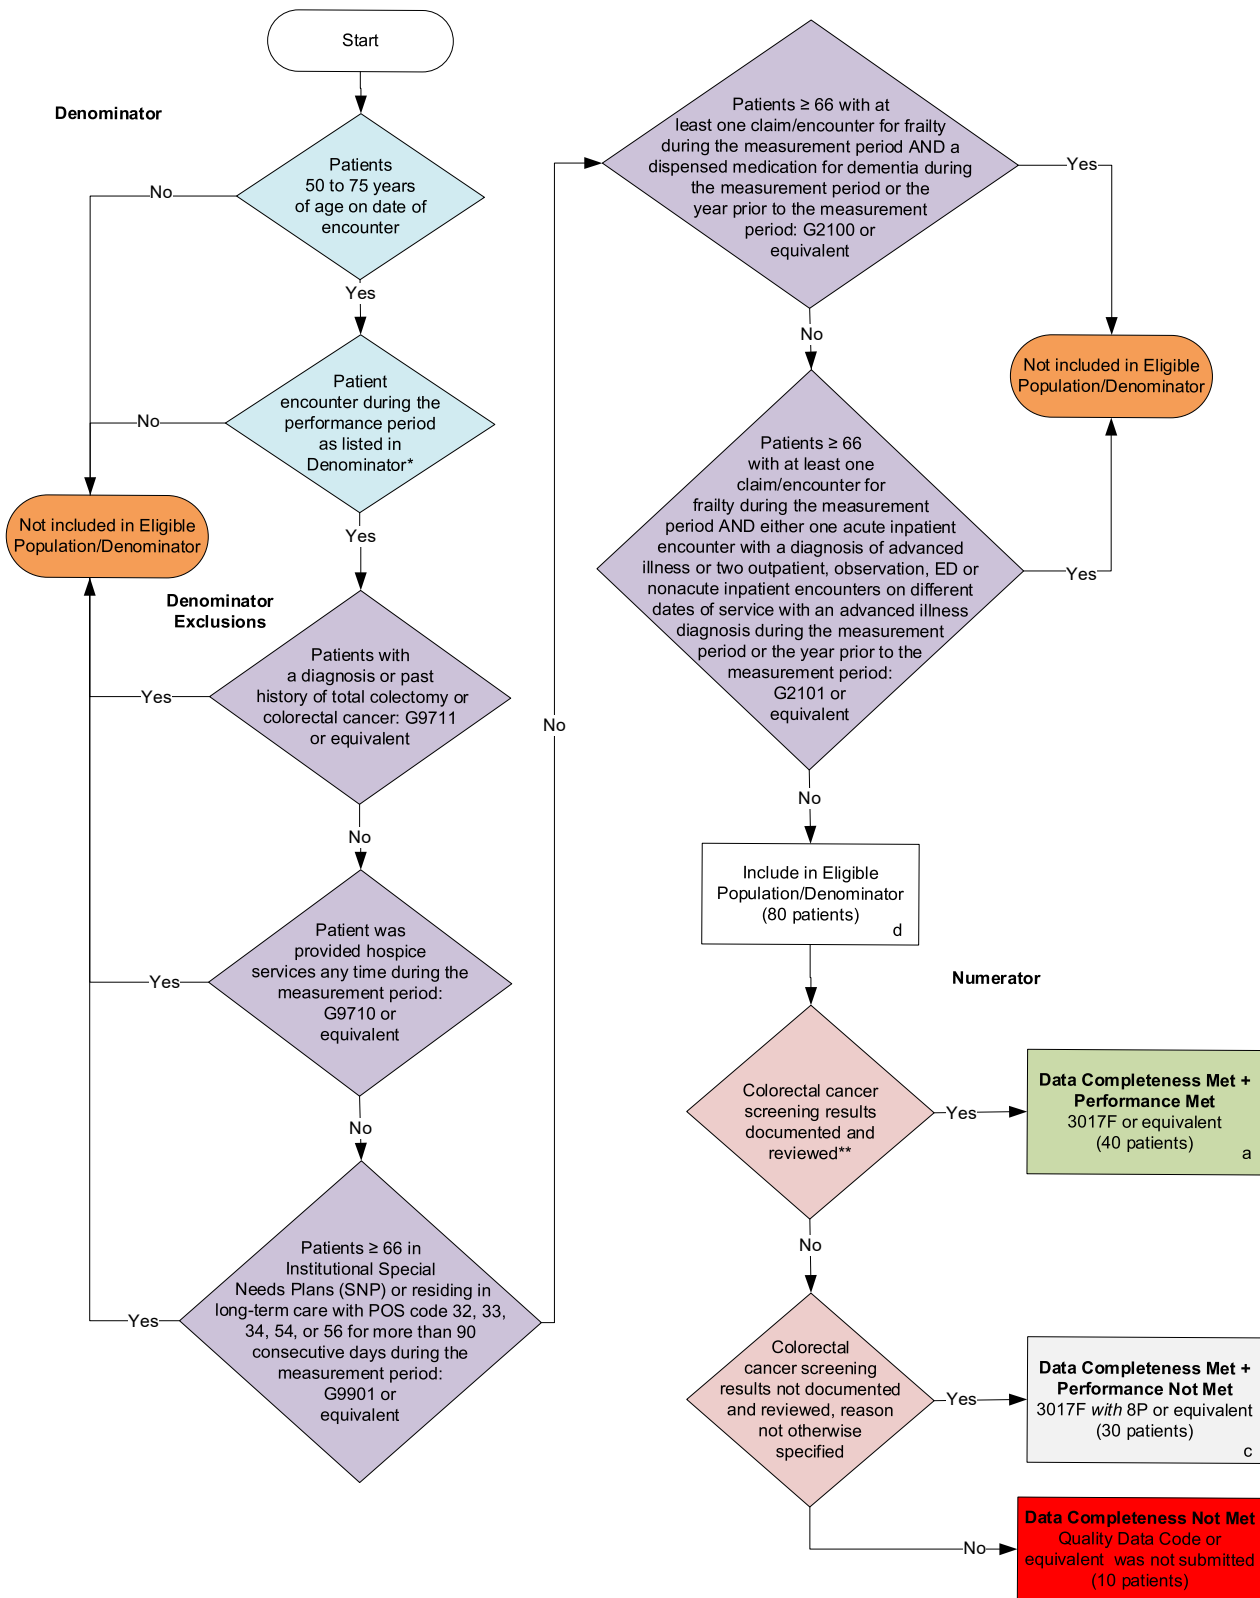 Start
Denominator
Patients
50 to 75 years
of age on date of
encounter
No
Yes
Patient
encounter during the
performance period
as listed in
Denominator*
No
Yes
Not included in Eligible
Population/Denominator
Denominator
Exclusions
Patients with
a diagnosis or past
history of total colectomy or
colorectal cancer: G9711
or equivalent
Yes
No
Patient was
provided hospice
services any time during the
measurement period:
G9710 or
equivalent
Yes
No
Patients ≥ 66 in
Institutional Special
Needs Plans (SNP) or residing in
long-term care with POS code 32, 33,
34, 54, or 56 for more than 90
consecutive days during the
measurement period:
G9901 or
equivalent
Yes
No
Patients ≥ 66 with at
least one claim/encounter for frailty
during the measurement period AND a
dispensed medication for dementia during
the measurement period or the
year prior to the measurement
period: G2100 or
equivalent
Yes
No
Not included in Eligible
Population/Denominator
Patients ≥ 66
with at least one
claim/encounter for
frailty during the measurement
period AND either one acute inpatient
encounter with a diagnosis of advanced
illness or two outpatient, observation, ED or
nonacute inpatient encounters on different
dates of service with an advanced illness
diagnosis during the measurement
period or the year prior to the
measurement period:
G2101 or
equivalent
Yes
No
Include in Eligible
Population/Denominator
(80 patients)
d
Numerator
Colorectal cancer
screening results
documented and
reviewed**
Yes
Data Completeness Met +
Performance Met
3017F or equivalent
(40 patients)
a
No
Colorectal
cancer screening
results not documented
and reviewed, reason
not otherwise
specified
Yes
Data Completeness Met +
Performance Not Met
3017F with 8P or equivalent
(30 patients)
c
No
Data Completeness Not Met
Quality Data Code or
equivalent was not submitted
(10 patients)